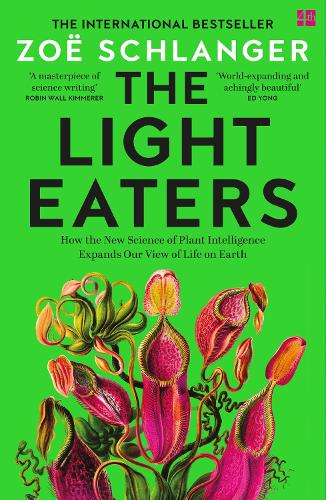 THE INTERNATIONAL BESTSELLER
4th
ZOË SCHLANGER
'A masterpiece of
science writing'
ROBIN WALL KIMMERER
'World-expanding and
achingly beautiful'
ED YONG
THE
LIGHT
EATERS
How the New Science of Plant Intelligence
Expands Our View of Life on Earth